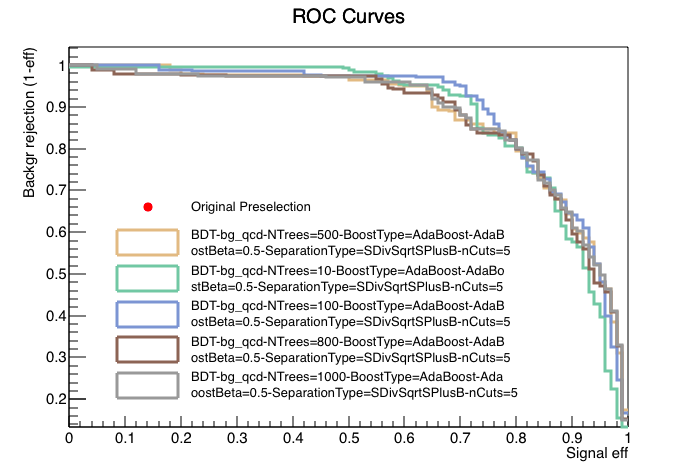 ROC Curves
Backgr rejection (1-eff)
1
0.9
0.8
0.7
0.6
0.5
0.4
0.3
0.2
Original Preselection
BDT-bg_qcd-NTrees=500-BoostType=AdaBoost-AdaB
ostBeta=0.5-SeparationType=SDivSqrtSPlusB-nCuts=5
BDT-bg_qcd-NTrees=10-BoostType=AdaBoost-AdaBo
stBeta=0.5-SeparationType=SDivSqrtSPlusB-nCuts=5
BDT-bg_qcd-NTrees=100-BoostType=AdaBoost-AdaB
ostBeta=0.5-SeparationType=SDivSqrtSPlusB-nCuts=5
BDT-bg_qcd-NTrees=800-BoostType=AdaBoost-AdaB
ostBeta=0.5-SeparationType=SDivSqrtSPlusB-nCuts=5
BDT-bg_qcd-NTrees=1000-BoostType=AdaBoost-Ada
oostBeta=0.5-SeparationType=SDivSqrtSPlusB-nCuts=5
0 0.1 0.2 0.3 0.4 0.5 0.6 0.7 0.8 0.9 1
Signal eff